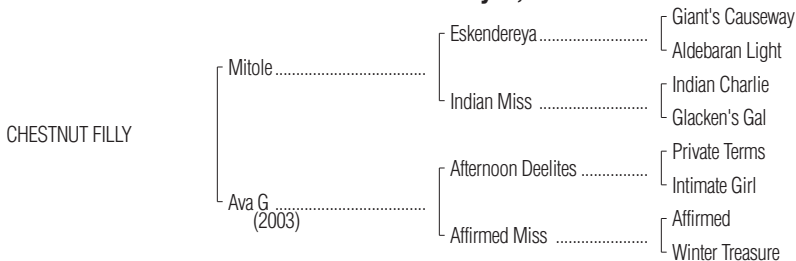 Giant's Causeway
Eskendereya
Aldebaran Light
Mitole
Indian Charlie
Indian Miss
Glacken's Gal
CHESTNUT FILLY
Private Terms
Afternoon Deelites
Intimate Girl
Ava G
(2003)
Affirmed
Affirmed Miss
Winter Treasure